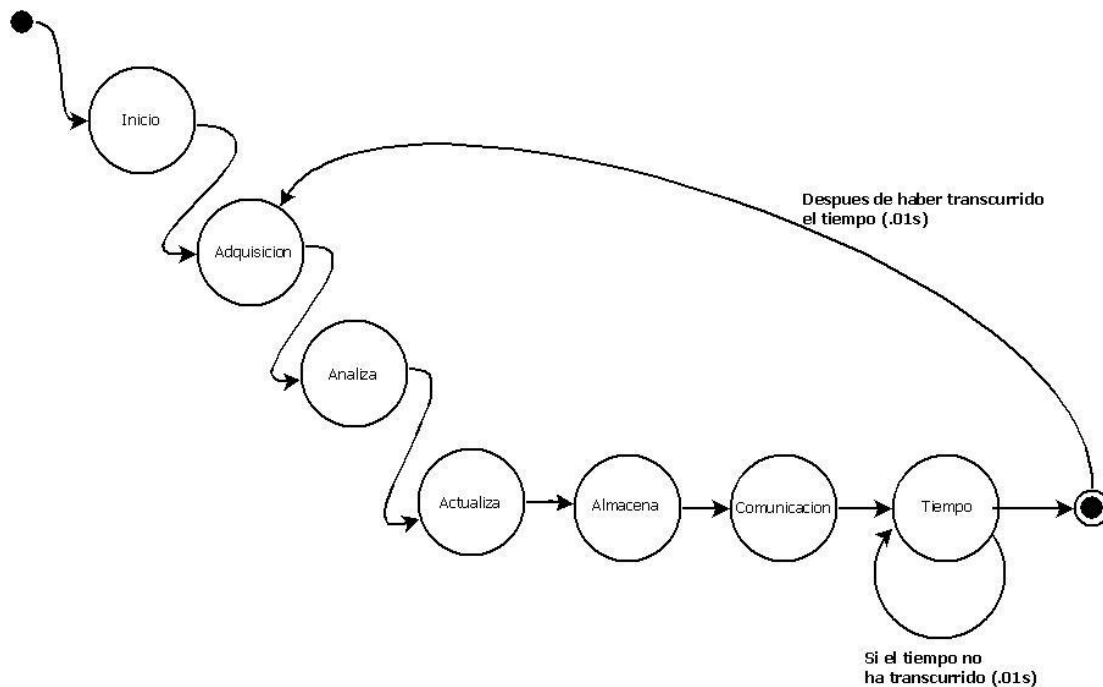 Inicio
Despues de haber transcurrido
el tiempo (.01s)
Adquisicion
Analiza
Actualiza
Almacena
Comunicacion
Tiempo
Si el tiempo no
ha transcurrido (.01s)